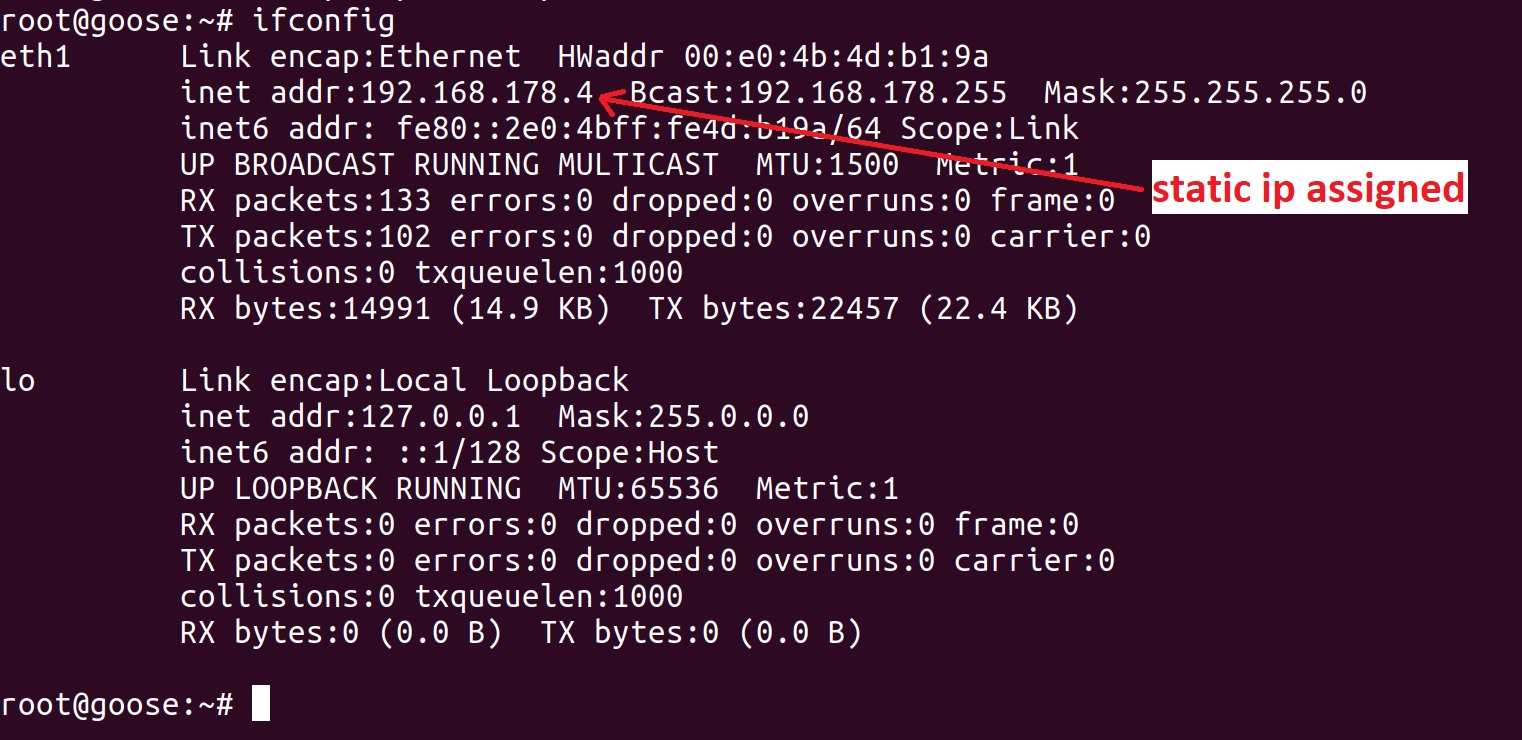 root@goose:~# ifconfig
eth1      Link encap:Ethernet  HWaddr 00:e0:4b:4d:b1:9a
          inet addr:192.168.178.4  Bcast:192.168.178.255  Mask:255.255.255.0
          inet6 addr: fe80::2e0:4bff:fe4d:b19a/64 Scope:Link
          UP BROADCAST RUNNING MULTICAST  MTU:1500  Metric:1
static ip assigned
          RX packets:133 errors:0 dropped:0 overruns:0 frame:0
          TX packets:102 errors:0 dropped:0 overruns:0 carrier:0
          collisions:0 txqueuelen:1000
          RX bytes:14991 (14.9 KB)  TX bytes:22457 (22.4 KB)
lo        Link encap:Local Loopback
          inet addr:127.0.0.1  Mask:255.0.0.0
          inet6 addr: ::1/128 Scope:Host
          UP LOOPBACK RUNNING  MTU:65536  Metric:1
          RX packets:0 errors:0 dropped:0 overruns:0 frame:0
          TX packets:0 errors:0 dropped:0 overruns:0 carrier:0
          collisions:0 txqueuelen:1000
          RX bytes:0 (0.0 B)  TX bytes:0 (0.0 B)
root@goose:~#